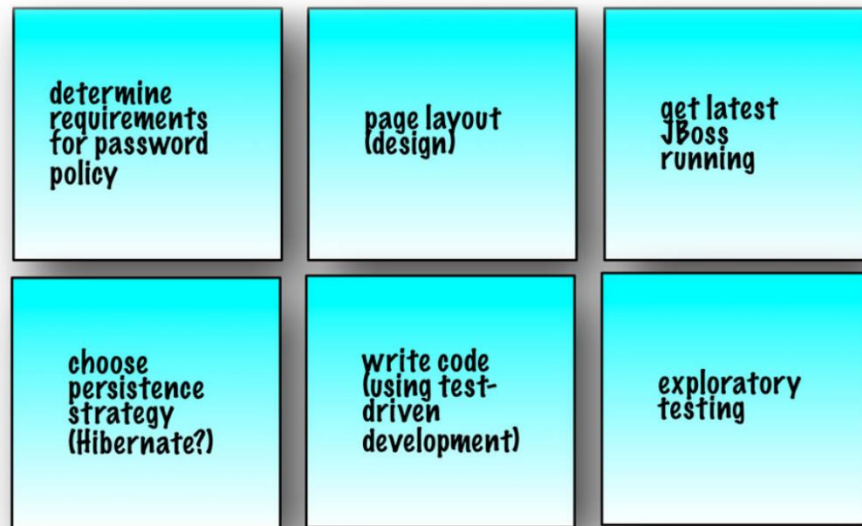 determine
requirements
for password
policy
page layout
(design)
get latest
JBoss
running
choose
persistence
strategy
(Hibernate?)
write code
(using test-
driven
development)
exploratory
testing